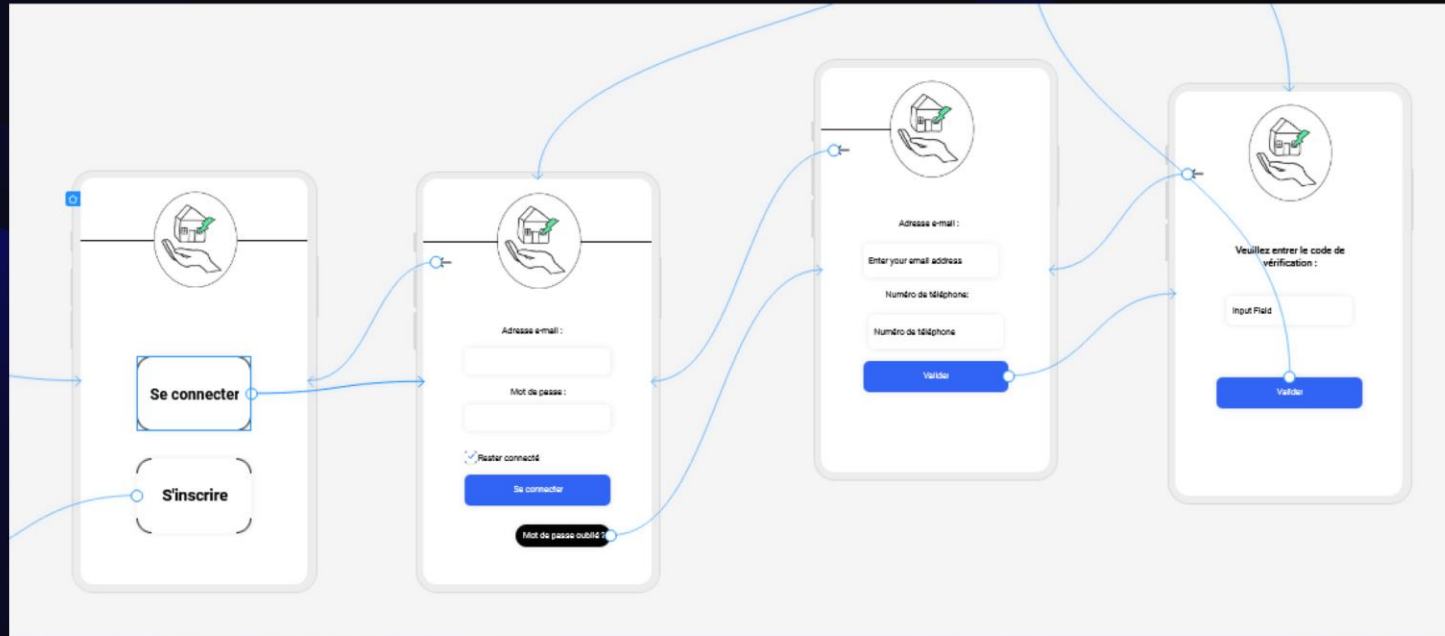 Se connecter
S'inscrire
Adresse e-mail :
Mot de passe :
Rester connecté
Se connecter
Mot de passe oublié ?
Adresse e-mail :
Enter your email address
Numéro de téléphone:
Numéro de téléphone
Valider
Veuillez entrer le code de
vérification :
Input Field
Valider